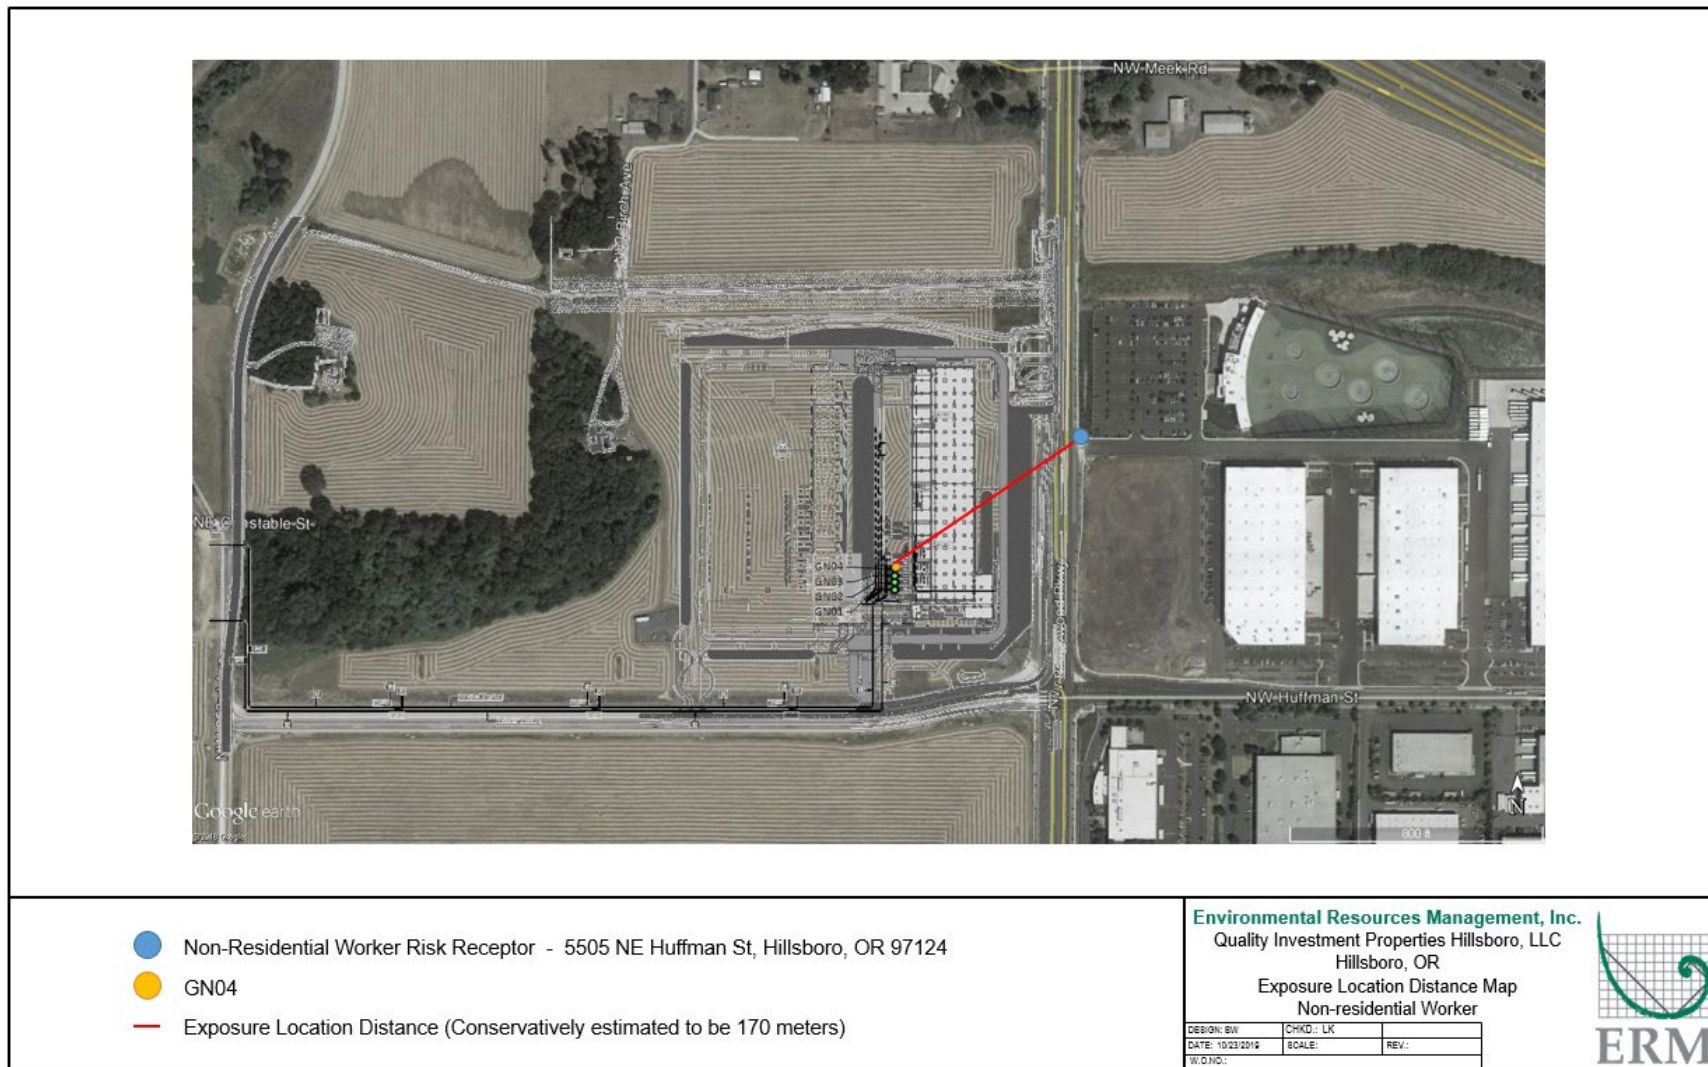 NW Meek Rd
Birch Ave
NE Constable St
GN04
GN03
GN02
GN01
NW Huffman St
Google earth
800 ft
N
Non-Residential Worker Risk Receptor - 5505 NE Huffman St, Hillsboro, OR 97124
GN04
Exposure Location Distance (Conservatively estimated to be 170 meters)
Environmental Resources Management, Inc.
Quality Investment Properties Hillsboro, LLC
Hillsboro, OR
Exposure Location Distance Map
Non-residential Worker
DESIGN: BW CHKD.: LK
DATE: 10/23/2019 SCALE: REV.:
W.O.NO.:
ERM